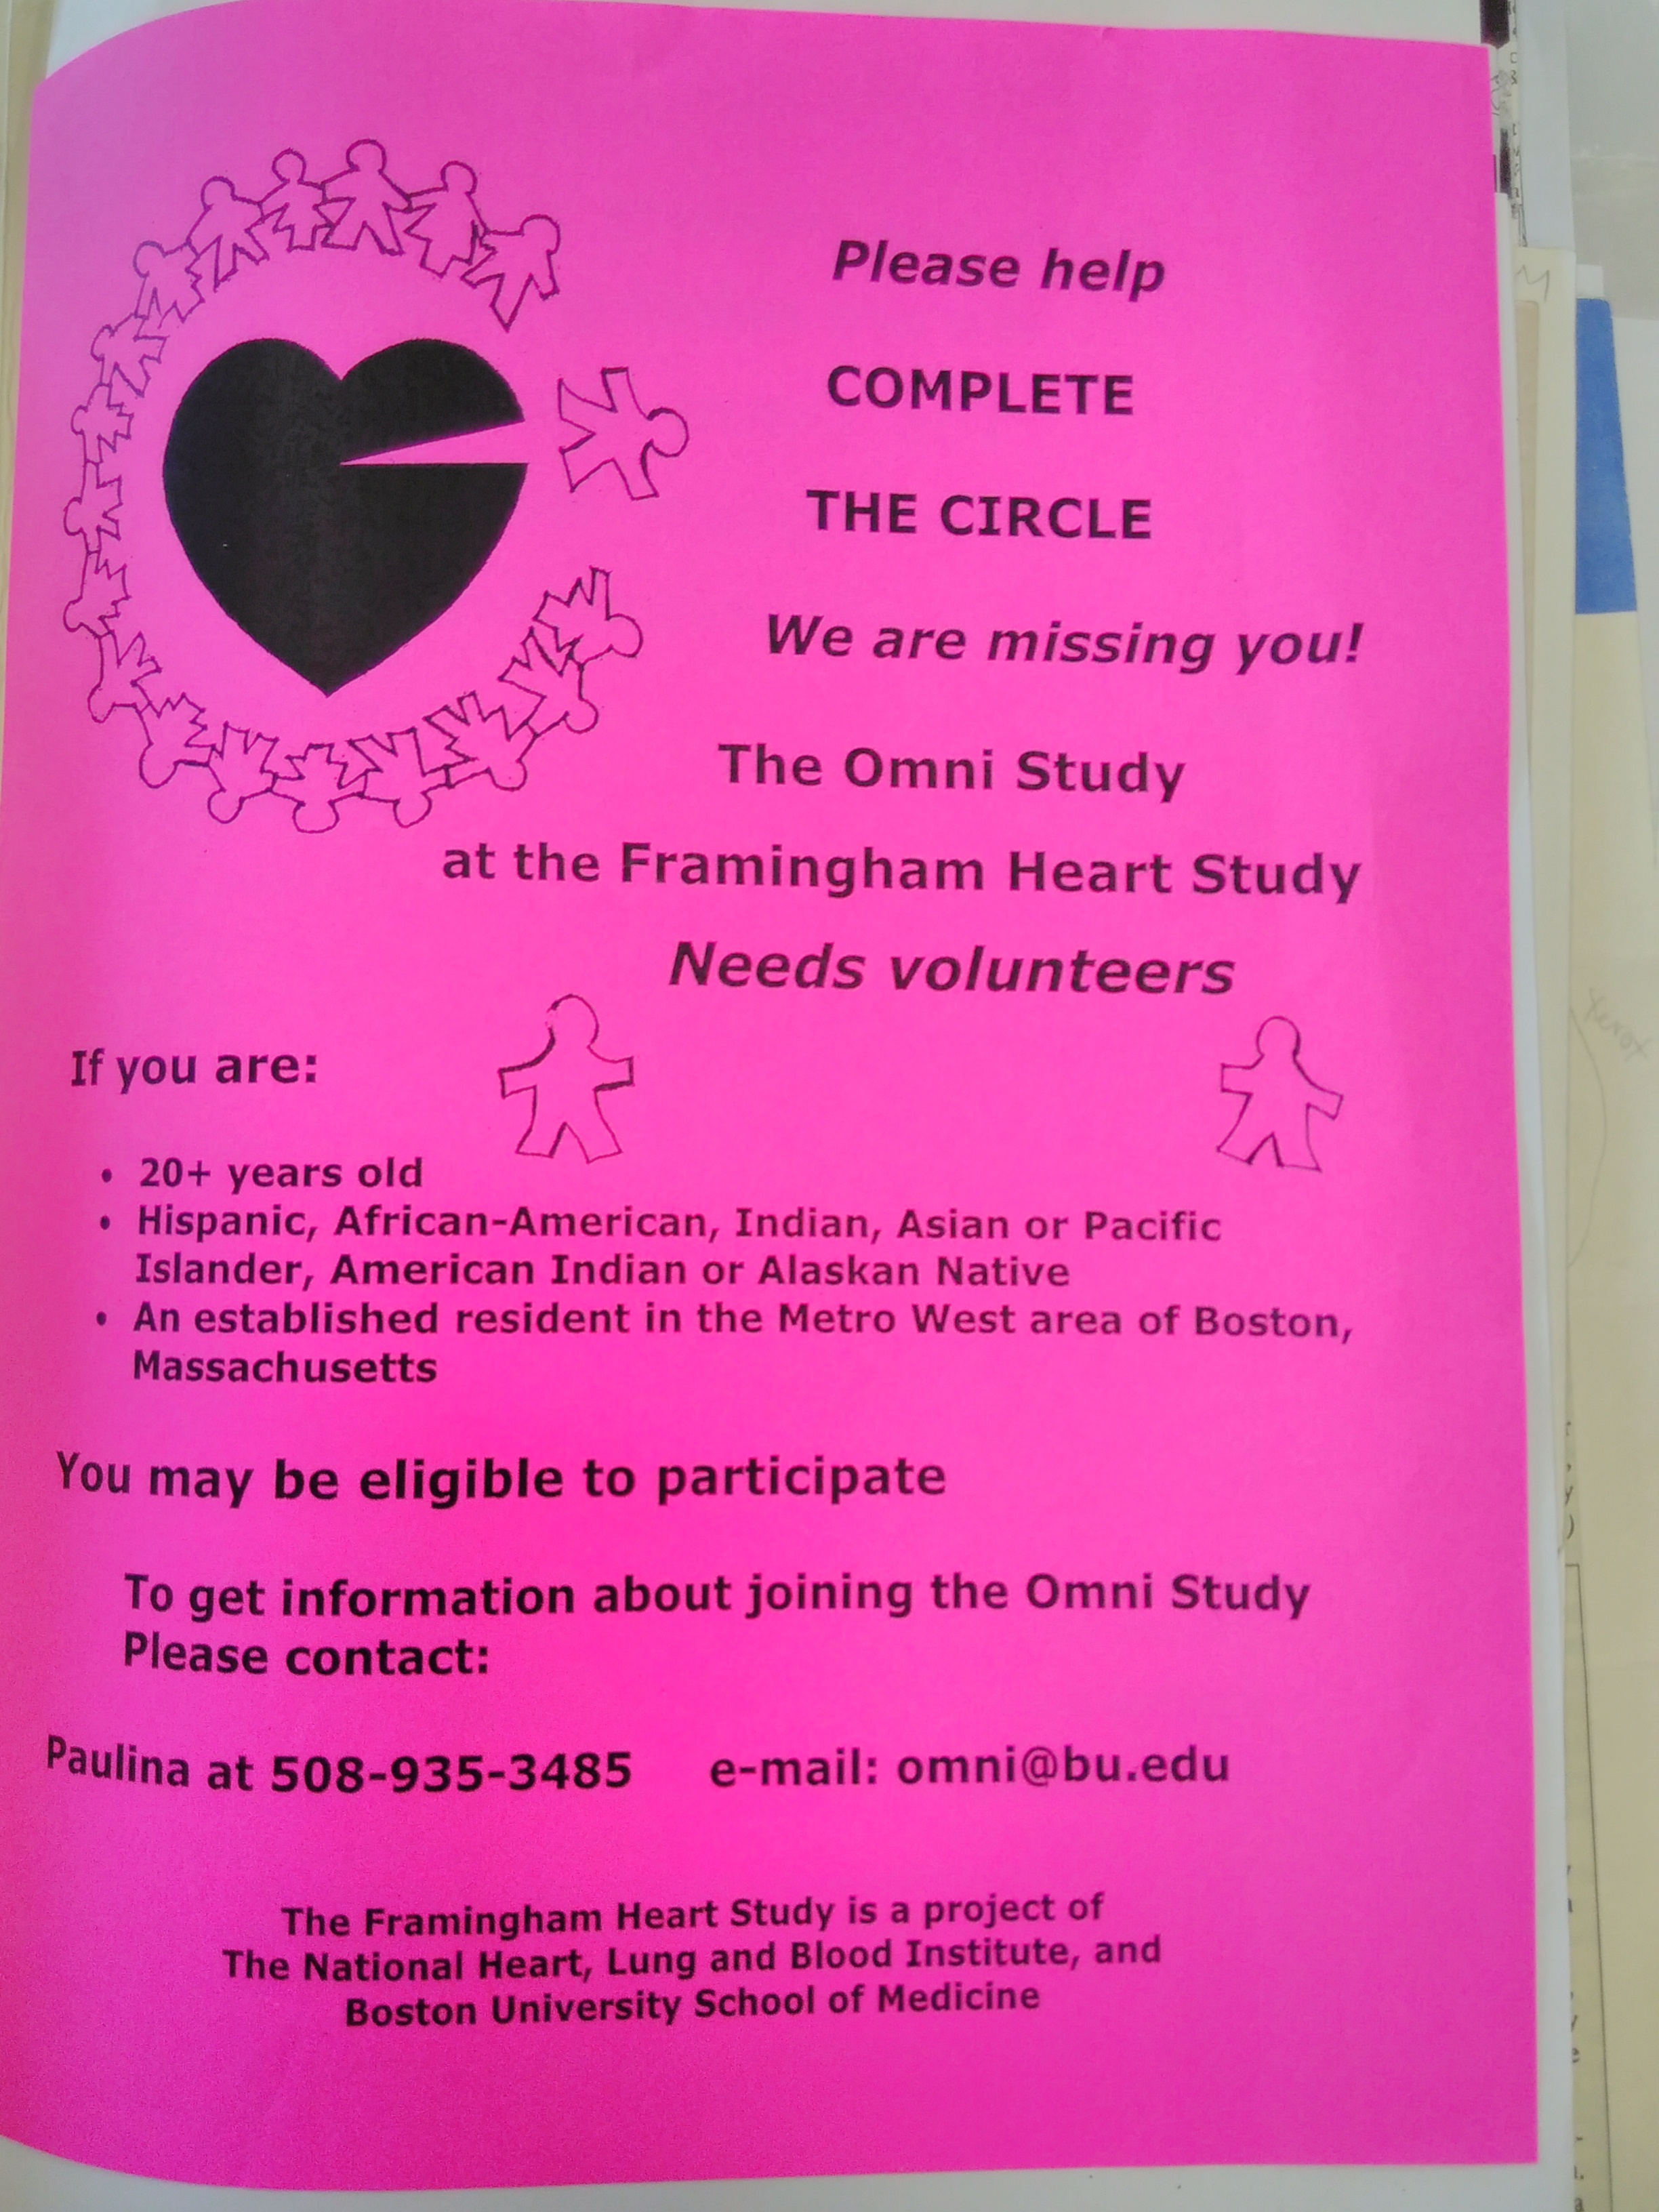 Please help
COMPLETE
THE CIRCLE
We are missing you!
The Omni Study
at the Framingham Heart Study
Needs volunteers
If you are:
• 20+ years old
• Hispanic, African-American, Indian, Asian or Pacific
Islander, American Indian or Alaskan Native
• An established resident in the Metro West area of Boston,
Massachusetts
You may be eligible to participate
To get information about joining the Omni Study
Please contact:
Paulina at 508-935-3485 e-mail: omni@bu.edu
The Framingham Heart Study is a project of
The National Heart, Lung and Blood Institute, and
Boston University School of Medicine
xerox